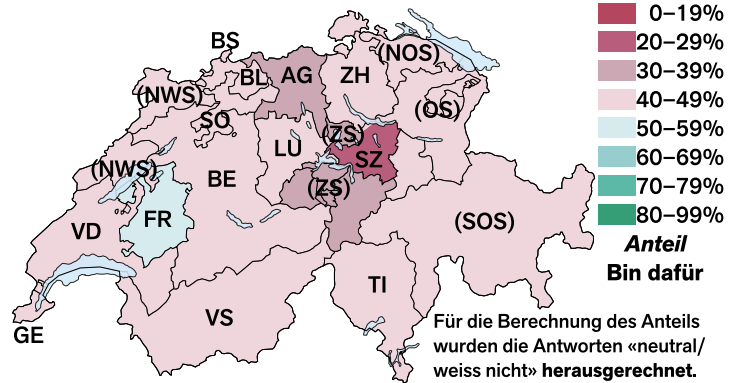 BS
(NOS)
BL
AG
ZH
(NWS)
(OS)
SO
(ZS)
LU
SZ
(NWS)
BE
(ZS)
FR
VD
(SOS)
TI
VS
GE
0–19%
20–29%
30–39%
40–49%
50–59%
60–69%
70–79%
80–99%
Anteil
Bin dafür
Für die Berechnung des Anteils
wurden die Antworten «neutral/
weiss nicht» herausgerechnet.